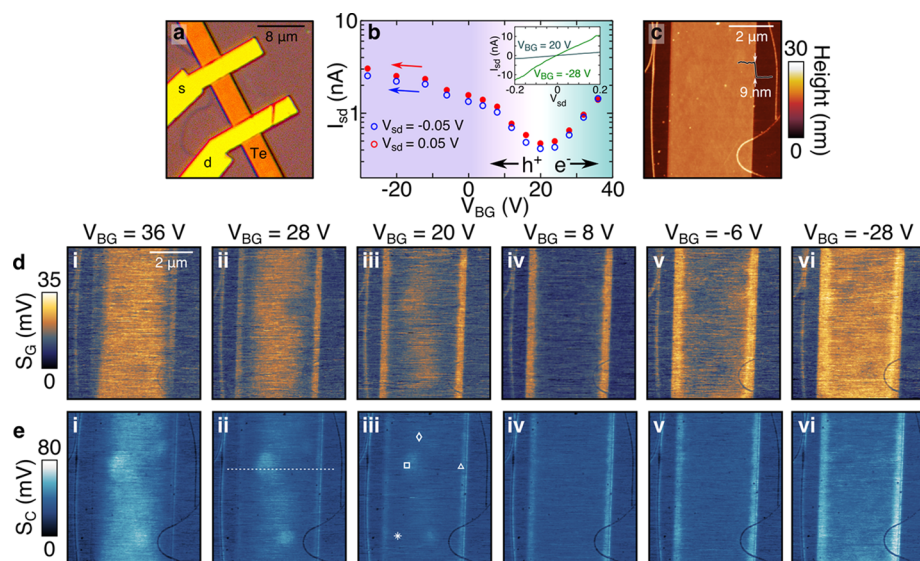 a
8 μm
s
d
Te
b
10
1
I_sd (nA)
-20 0 20 40
V_BG (V)
V_sd = -0.05 V
V_sd = 0.05 V
h⁺ e⁻
10
0
-10
I_sd (nA)
-0.2 0 0.2
V_sd
V_BG = 20 V
V_BG = -28 V
c
2 μm
9 nm
30
0
Height (nm)
V_BG = 36 V V_BG = 28 V V_BG = 20 V V_BG = 8 V V_BG = -6 V V_BG = -28 V
d
i ii iii iv v vi
2 μm
35
0
S_G (mV)
e
i ii iii iv v vi
80
0
S_C (mV)